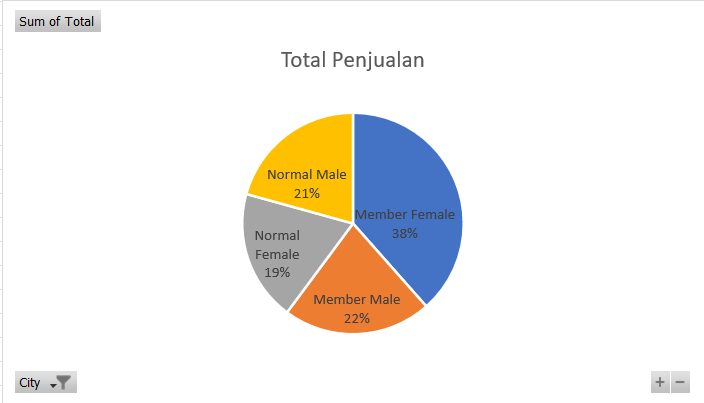 Sum of Total
Total Penjualan
Normal Male
21%
Member Female
38%
Normal
Female
19%
Member Male
22%
City
+ −